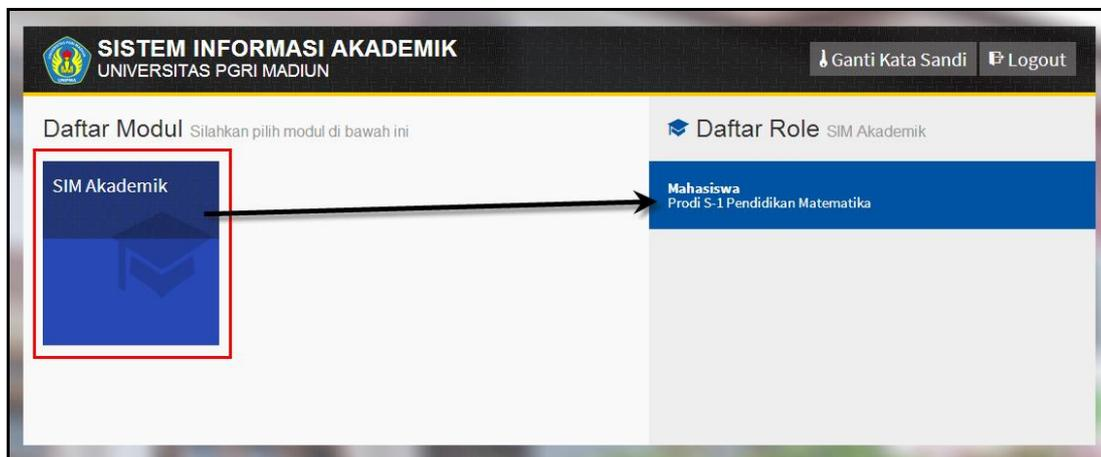 SISTEM INFORMASI AKADEMIK
UNIVERSITAS PGRI MADIUN
Ganti Kata Sandi
Logout
Daftar Modul Silahkan pilih modul di bawah ini
SIM Akademik
Daftar Role SIM Akademik
Mahasiswa
Prodi S-1 Pendidikan Matematika